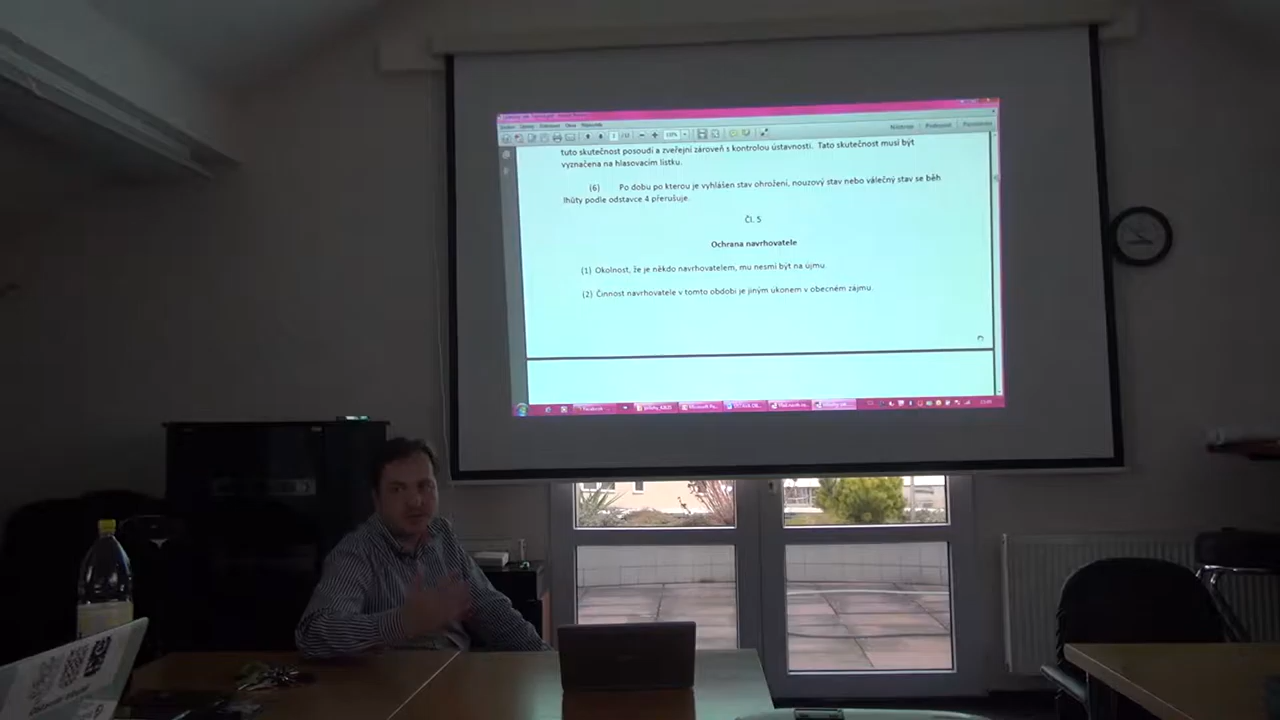 tuto skutečnost posoudí a zveřejní zároveň s kontrolou ústavnosti. Tato skutečnost musí být
vyznačena na hlasovacím lístku.
(6) Po dobu po kterou je vyhlášen stav ohrožení, nouzový stav nebo válečný stav se běh
lhůty podle odstavce 4 přerušuje.
Čl. 5
Ochrana navrhovatele
(1) Okolnost, že je někdo navrhovatelem, mu nesmí být na újmu.
(2) Činnost navrhovatele v tomto období je jiným úkonem v obecném zájmu.
Facebook